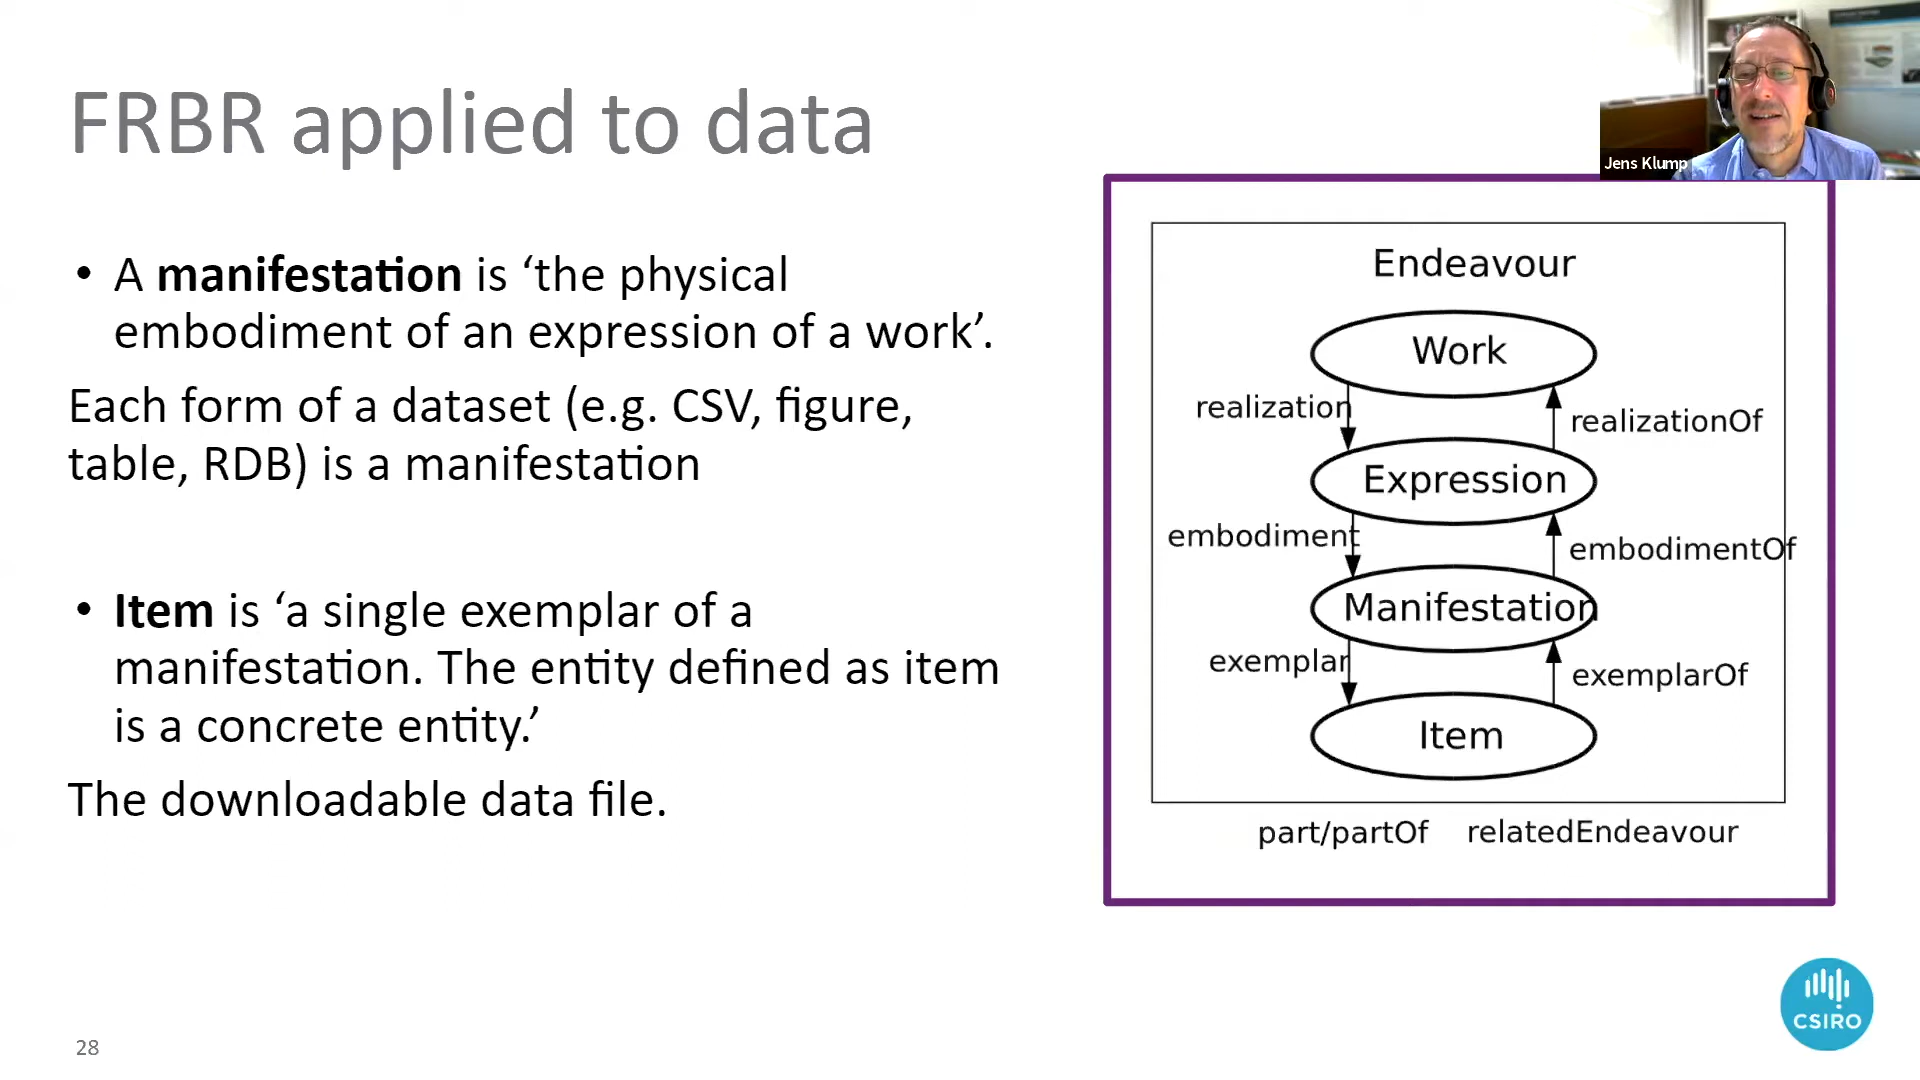 FRBR applied to data
Jens Klump
• A manifestation is ‘the physical
embodiment of an expression of a work’.
Each form of a dataset (e.g. CSV, figure,
table, RDB) is a manifestation
• Item is ‘a single exemplar of a
manifestation. The entity defined as item
is a concrete entity.’
The downloadable data file.
Endeavour
Work
realization
realizationOf
Expression
embodiment
embodimentOf
Manifestation
exemplar
exemplarOf
Item
part/partOf relatedEndeavour
CSIRO
28